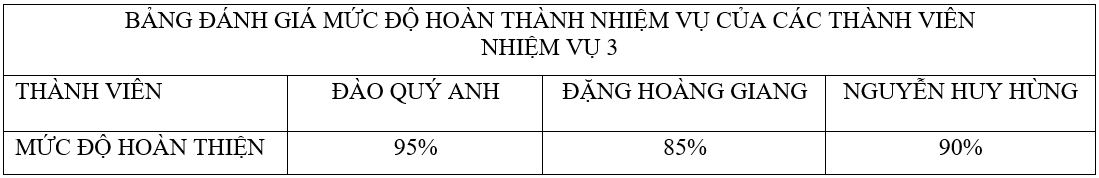 BẢNG ĐÁNH GIÁ MỨC ĐỘ HOÀN THÀNH NHIỆM VỤ CỦA CÁC THÀNH VIÊN
NHIỆM VỤ 3
THÀNH VIÊN ĐÀO QUÝ ANH ĐẶNG HOÀNG GIANG NGUYỄN HUY HÙNG
MỨC ĐỘ HOÀN THIỆN 95% 85% 90%